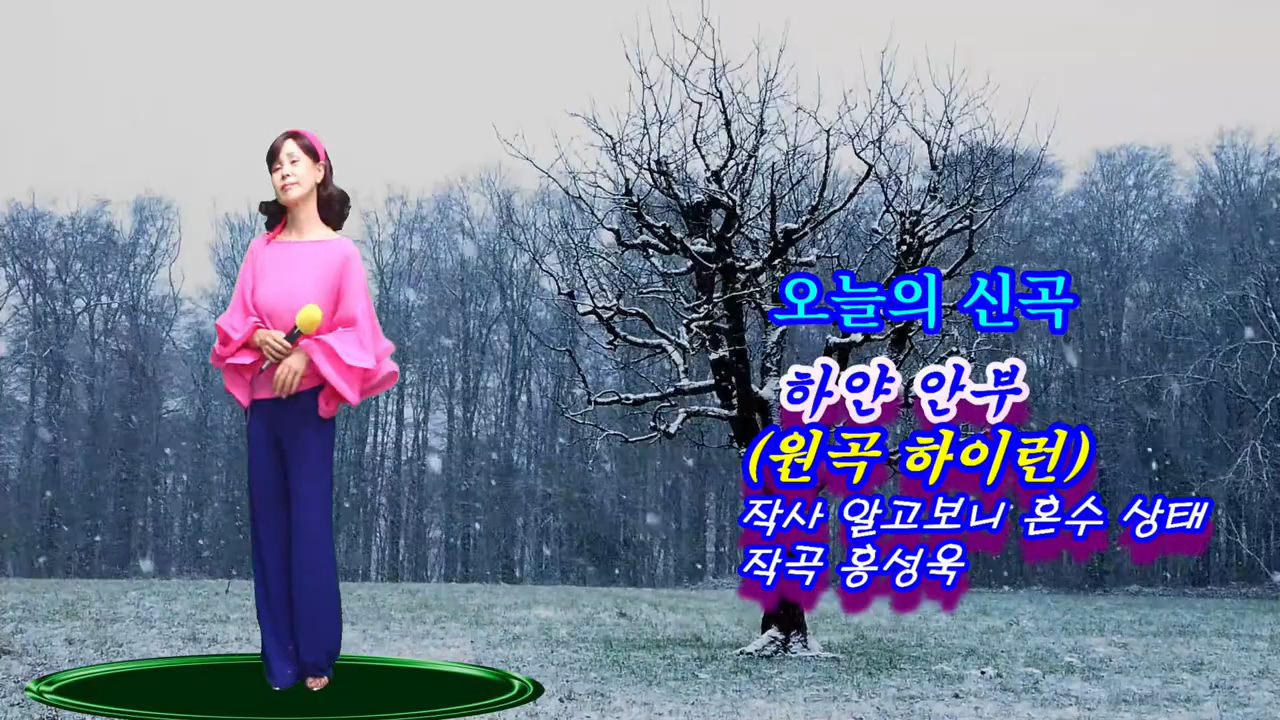 오늘의 신곡
하얀 안부
(원곡 하이런)
작사 알고보니 혼수 상태
작곡 홍성욱